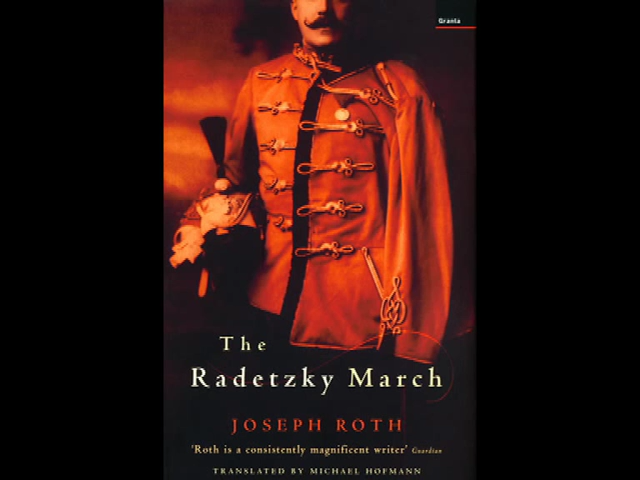 Granta
The
Radetzky March
JOSEPH ROTH
'Roth is a consistently magnificent writer' Guardian
TRANSLATED BY MICHAEL HOFMANN